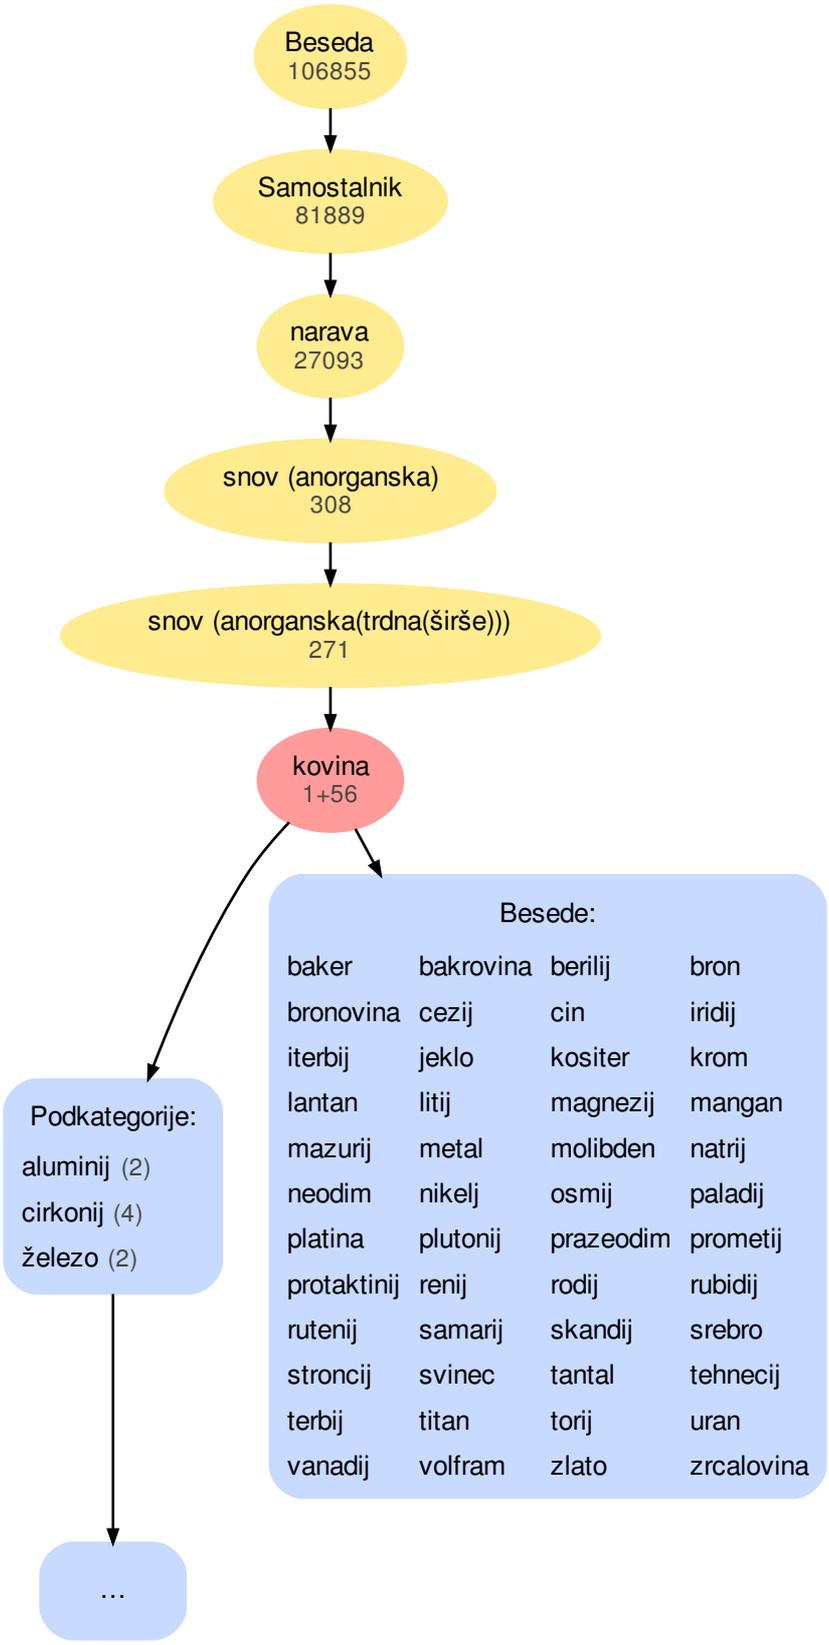 Beseda
106855
Samostalnik
81889
narava
27093
snov (anorganska)
308
snov (anorganska(trdna(širše)))
271
kovina
1+56
Besede:
baker bakrovina berilij bron
bronovina cezij cin iridij
iterbij jeklo kositer krom
lantan litij magnezij mangan
mazurij metal molibden natrij
neodim nikelj osmij paladij
platina plutonij prazeodim prometij
protaktinij renij rodij rubidij
rutenij samarij skandij srebro
stroncij svinec tantal tehnecij
terbij titan torij uran
vanadij volfram zlato zrcalovina
Podkategorije:
aluminij (2)
cirkonij (4)
železo (2)
...